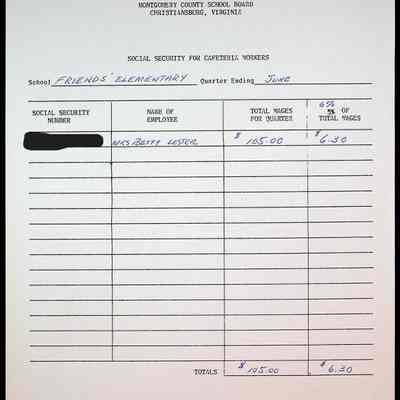 MONTGOMERY COUNTY SCHOOL BOARD
CHRISTIANSBURG, VIRGINIA
SOCIAL SECURITY FOR CAFETERIA WORKERS
School FRIENDS' ELEMENTARY Quarter Ending JUNE
SOCIAL SECURITY NUMBER
NAME OF EMPLOYEE
TOTAL WAGES FOR QUARTER
6% OF TOTAL WAGES
MRS. BETTY LESTER $ 105.00 $ 6.30
TOTALS $ 105.00 $ 6.30